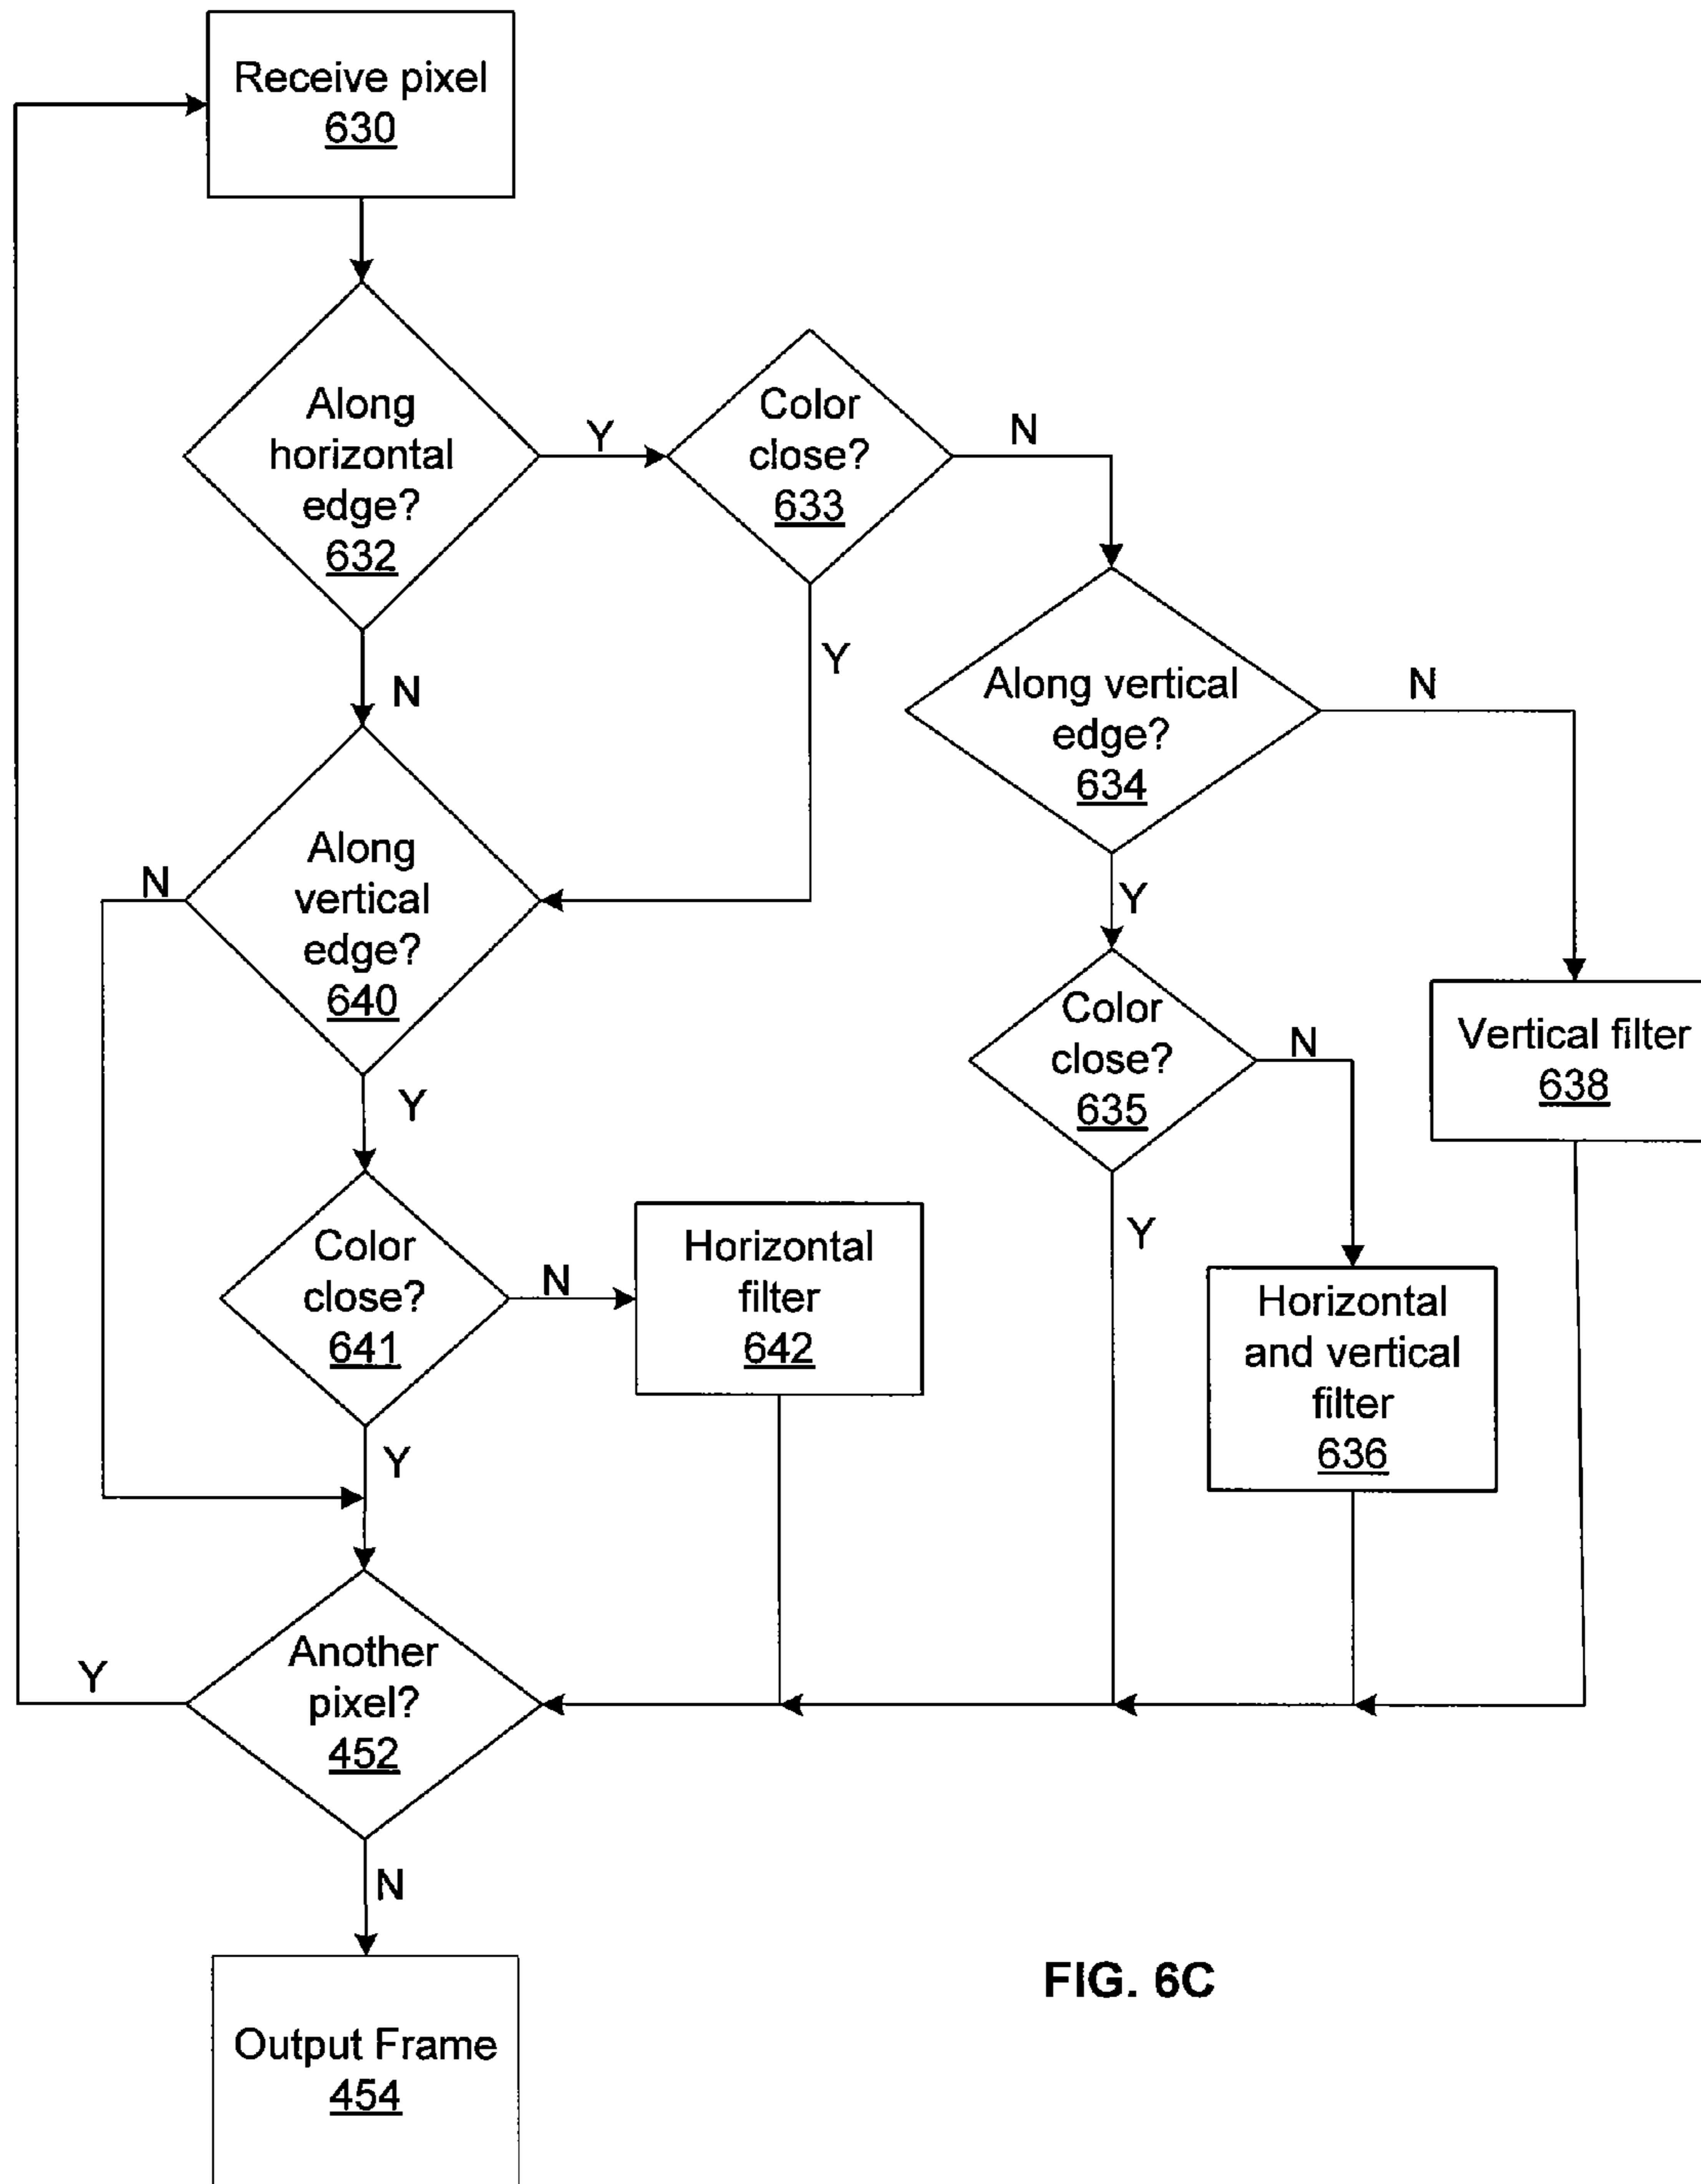 Receive pixel
630
Along
horizontal
edge?
632
Y
Color
close?
633
N
Y
N
Along vertical
edge?
634
N
Y
Along
vertical
edge?
640
N
Y
Color
close?
635
N
Y
Vertical filter
638
Color
close?
641
N
Y
Horizontal
filter
642
Horizontal
and vertical
filter
636
Another
pixel?
452
Y
N
Output Frame
454
FIG. 6C